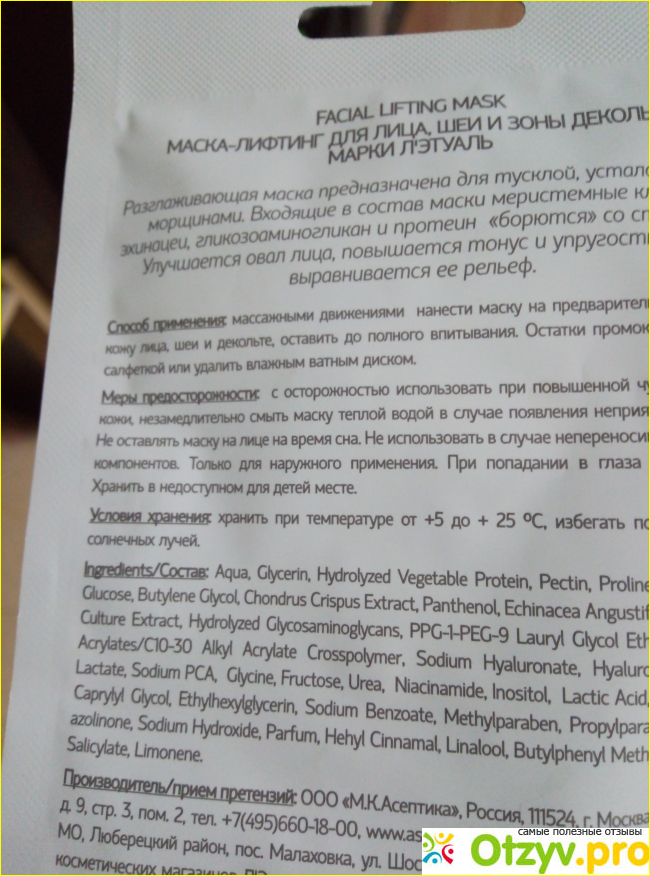 FACIAL LIFTING MASK
МАСКА-ЛИФТИНГ ДЛЯ ЛИЦА, ШЕИ И ЗОНЫ ДЕКОЛЬ
МАРКИ Л'ЭТУАЛЬ
Разглаживающая маска предназначена для тусклой, устало
морщинами. Входящие в состав маски меристемные кл
эхинацеи, гликозоаминогликан и протеин «борются» со ст
Улучшается овал лица, повышается тонус и упругост
выравнивается ее рельеф.
Способ применения: массажными движениями нанести маску на предварител
кожу лица, шеи и декольте, оставить до полного впитывания. Остатки промок
салфеткой или удалить влажным ватным диском.
Меры предосторожности: с осторожностью использовать при повышенной чу
кожи, незамедлительно смыть маску теплой водой в случае появления неприя
Не оставлять маску на лице на время сна. Не использовать в случае непереноси
компонентов. Только для наружного применения. При попадании в глаза
Хранить в недоступном для детей месте.
Условия хранения: хранить при температуре от +5 до + 25 ºС, избегать по
солнечных лучей.
Ingredients/Состав: Aqua, Glycerin, Hydrolyzed Vegetable Protein, Pectin, Proline
Glucose, Butylene Glycol, Chondrus Crispus Extract, Panthenol, Echinacea Angustif
Culture Extract, Hydrolyzed Glycosaminoglycans, PPG-1-PEG-9 Lauryl Glycol Eth
Acrylates/C10-30 Alkyl Acrylate Crosspolymer, Sodium Hyaluronate, Hyaluro
Lactate, Sodium PCA, Glycine, Fructose, Urea, Niacinamide, Inositol, Lactic Acid,
Caprylyl Glycol, Ethylhexylglycerin, Sodium Benzoate, Methylparaben, Propylpara
azolinone, Sodium Hydroxide, Parfum, Hehyl Cinnamal, Linalool, Butylphenyl Meth
Salicylate, Limonene.
Производитель/прием претензий: ООО «М.К.Асептика», Россия, 111524, г. Москва
д. 9, стр. 3, пом. 2, тел. +7(495)660-18-00, www.as
МО, Люберецкий район, пос. Малаховка, ул. Шос
косметических магазинов
самые полезные отзывы
Otzyv.pro